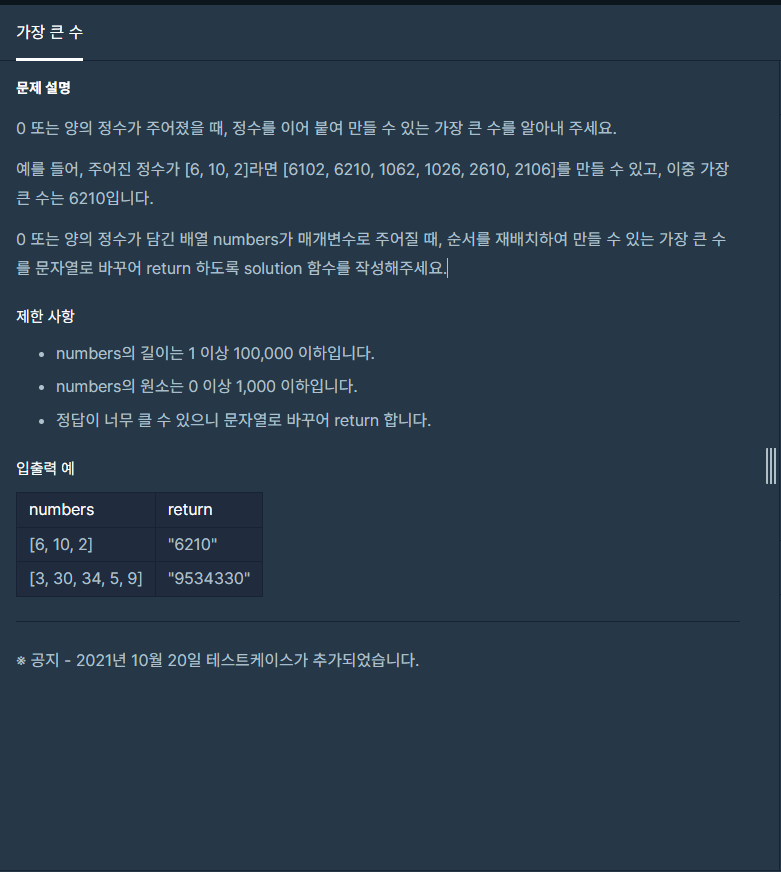 가장 큰 수
문제 설명
0 또는 양의 정수가 주어졌을 때, 정수를 이어 붙여 만들 수 있는 가장 큰 수를 알아내 주세요.
예를 들어, 주어진 정수가 [6, 10, 2]라면 [6102, 6210, 1062, 1026, 2610, 2106]를 만들 수 있고, 이중 가장
큰 수는 6210입니다.
0 또는 양의 정수가 담긴 배열 numbers가 매개변수로 주어질 때, 순서를 재배치하여 만들 수 있는 가장 큰 수
를 문자열로 바꾸어 return 하도록 solution 함수를 작성해주세요.
제한 사항
• numbers의 길이는 1 이상 100,000 이하입니다.
• numbers의 원소는 0 이상 1,000 이하입니다.
• 정답이 너무 클 수 있으니 문자열로 바꾸어 return 합니다.
입출력 예
numbers return
[6, 10, 2] "6210"
[3, 30, 34, 5, 9] "9534330"
※ 공지 - 2021년 10월 20일 테스트케이스가 추가되었습니다.